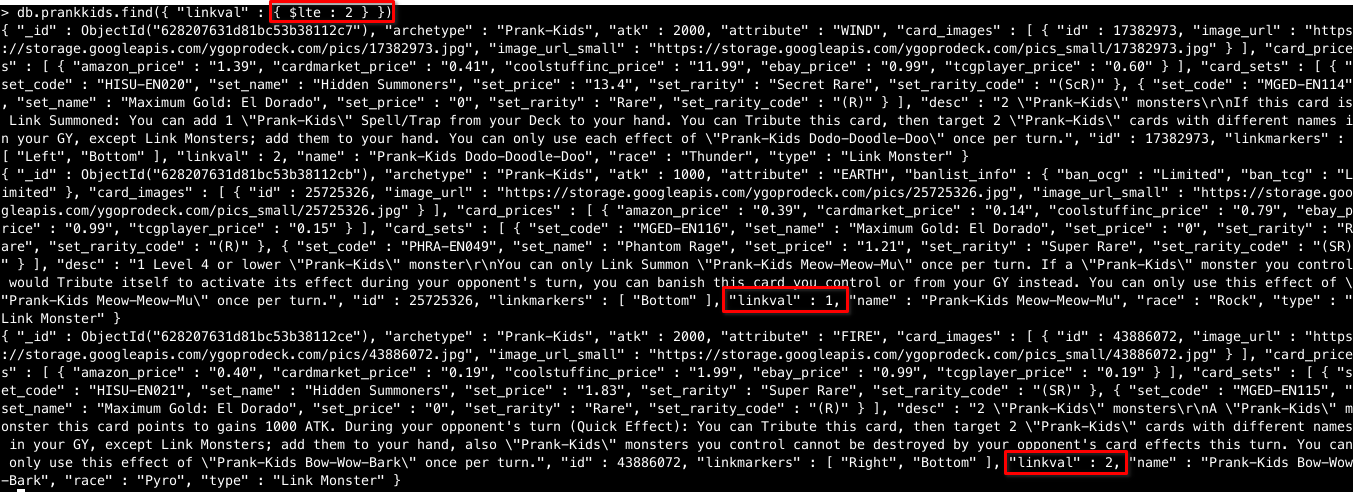 > db.prankkids.find({ "linkval" : { $lte : 2 } })
{ "_id" : ObjectId("628207631d81bc53b38112c7"), "archetype" : "Prank-Kids", "atk" : 2000, "attribute" : "WIND", "card_images" : [ { "id" : 17382973, "image_url" : "https
://storage.googleapis.com/ygoprodeck.com/pics/17382973.jpg", "image_url_small" : "https://storage.googleapis.com/ygoprodeck.com/pics_small/17382973.jpg" } ], "card_price
s" : [ { "amazon_price" : "1.39", "cardmarket_price" : "0.41", "coolstuffinc_price" : "11.99", "ebay_price" : "0.99", "tcgplayer_price" : "0.60" } ], "card_sets" : [ { "
set_code" : "HISU-EN020", "set_name" : "Hidden Summoners", "set_price" : "13.4", "set_rarity" : "Secret Rare", "set_rarity_code" : "(ScR)" }, { "set_code" : "MGED-EN114"
, "set_name" : "Maximum Gold: El Dorado", "set_price" : "0", "set_rarity" : "Rare", "set_rarity_code" : "(R)" } ], "desc" : "2 \"Prank-Kids\" monsters\r\nIf this card is
 Link Summoned: You can add 1 \"Prank-Kids\" Spell/Trap from your Deck to your hand. You can Tribute this card, then target 2 \"Prank-Kids\" cards with different names i
n your GY, except Link Monsters; add them to your hand. You can only use each effect of \"Prank-Kids Dodo-Doodle-Doo\" once per turn.", "id" : 17382973, "linkmarkers" :
[ "Left", "Bottom" ], "linkval" : 2, "name" : "Prank-Kids Dodo-Doodle-Doo", "race" : "Thunder", "type" : "Link Monster" }
{ "_id" : ObjectId("628207631d81bc53b38112cb"), "archetype" : "Prank-Kids", "atk" : 1000, "attribute" : "EARTH", "banlist_info" : { "ban_ocg" : "Limited", "ban_tcg" : "L
imited" }, "card_images" : [ { "id" : 25725326, "image_url" : "https://storage.googleapis.com/ygoprodeck.com/pics/25725326.jpg", "image_url_small" : "https://storage.goo
gleapis.com/ygoprodeck.com/pics_small/25725326.jpg" } ], "card_prices" : [ { "amazon_price" : "0.39", "cardmarket_price" : "0.14", "coolstuffinc_price" : "0.79", "ebay_p
rice" : "0.99", "tcgplayer_price" : "0.15" } ], "card_sets" : [ { "set_code" : "MGED-EN116", "set_name" : "Maximum Gold: El Dorado", "set_price" : "0", "set_rarity" : "R
are", "set_rarity_code" : "(R)" }, { "set_code" : "PHRA-EN049", "set_name" : "Phantom Rage", "set_price" : "1.21", "set_rarity" : "Super Rare", "set_rarity_code" : "(SR)
" } ], "desc" : "1 Level 4 or lower \"Prank-Kids\" monster\r\nYou can only Link Summon \"Prank-Kids Meow-Meow-Mu\" once per turn. If a \"Prank-Kids\" monster you control
 would Tribute itself to activate its effect during your opponent's turn, you can banish this card you control or from your GY instead. You can only use this effect of \
"Prank-Kids Meow-Meow-Mu\" once per turn.", "id" : 25725326, "linkmarkers" : [ "Bottom" ], "linkval" : 1, "name" : "Prank-Kids Meow-Meow-Mu", "race" : "Rock", "type" : "
Link Monster" }
{ "_id" : ObjectId("628207631d81bc53b38112ce"), "archetype" : "Prank-Kids", "atk" : 2000, "attribute" : "FIRE", "card_images" : [ { "id" : 43886072, "image_url" : "https
://storage.googleapis.com/ygoprodeck.com/pics/43886072.jpg", "image_url_small" : "https://storage.googleapis.com/ygoprodeck.com/pics_small/43886072.jpg" } ], "card_price
s" : [ { "amazon_price" : "0.40", "cardmarket_price" : "0.19", "coolstuffinc_price" : "1.99", "ebay_price" : "0.99", "tcgplayer_price" : "0.19" } ], "card_sets" : [ { "s
et_code" : "HISU-EN021", "set_name" : "Hidden Summoners", "set_price" : "1.83", "set_rarity" : "Super Rare", "set_rarity_code" : "(SR)" }, { "set_code" : "MGED-EN115", "
set_name" : "Maximum Gold: El Dorado", "set_price" : "0", "set_rarity" : "Rare", "set_rarity_code" : "(R)" } ], "desc" : "2 \"Prank-Kids\" monsters\r\nA \"Prank-Kids\" m
onster this card points to gains 1000 ATK. During your opponent's turn (Quick Effect): You can Tribute this card, then target 2 \"Prank-Kids\" cards with different names
 in your GY, except Link Monsters; add them to your hand, also \"Prank-Kids\" monsters you control cannot be destroyed by your opponent's card effects this turn. You can
 only use this effect of \"Prank-Kids Bow-Wow-Bark\" once per turn.", "id" : 43886072, "linkmarkers" : [ "Right", "Bottom" ], "linkval" : 2, "name" : "Prank-Kids Bow-Wow
-Bark", "race" : "Pyro", "type" : "Link Monster" }